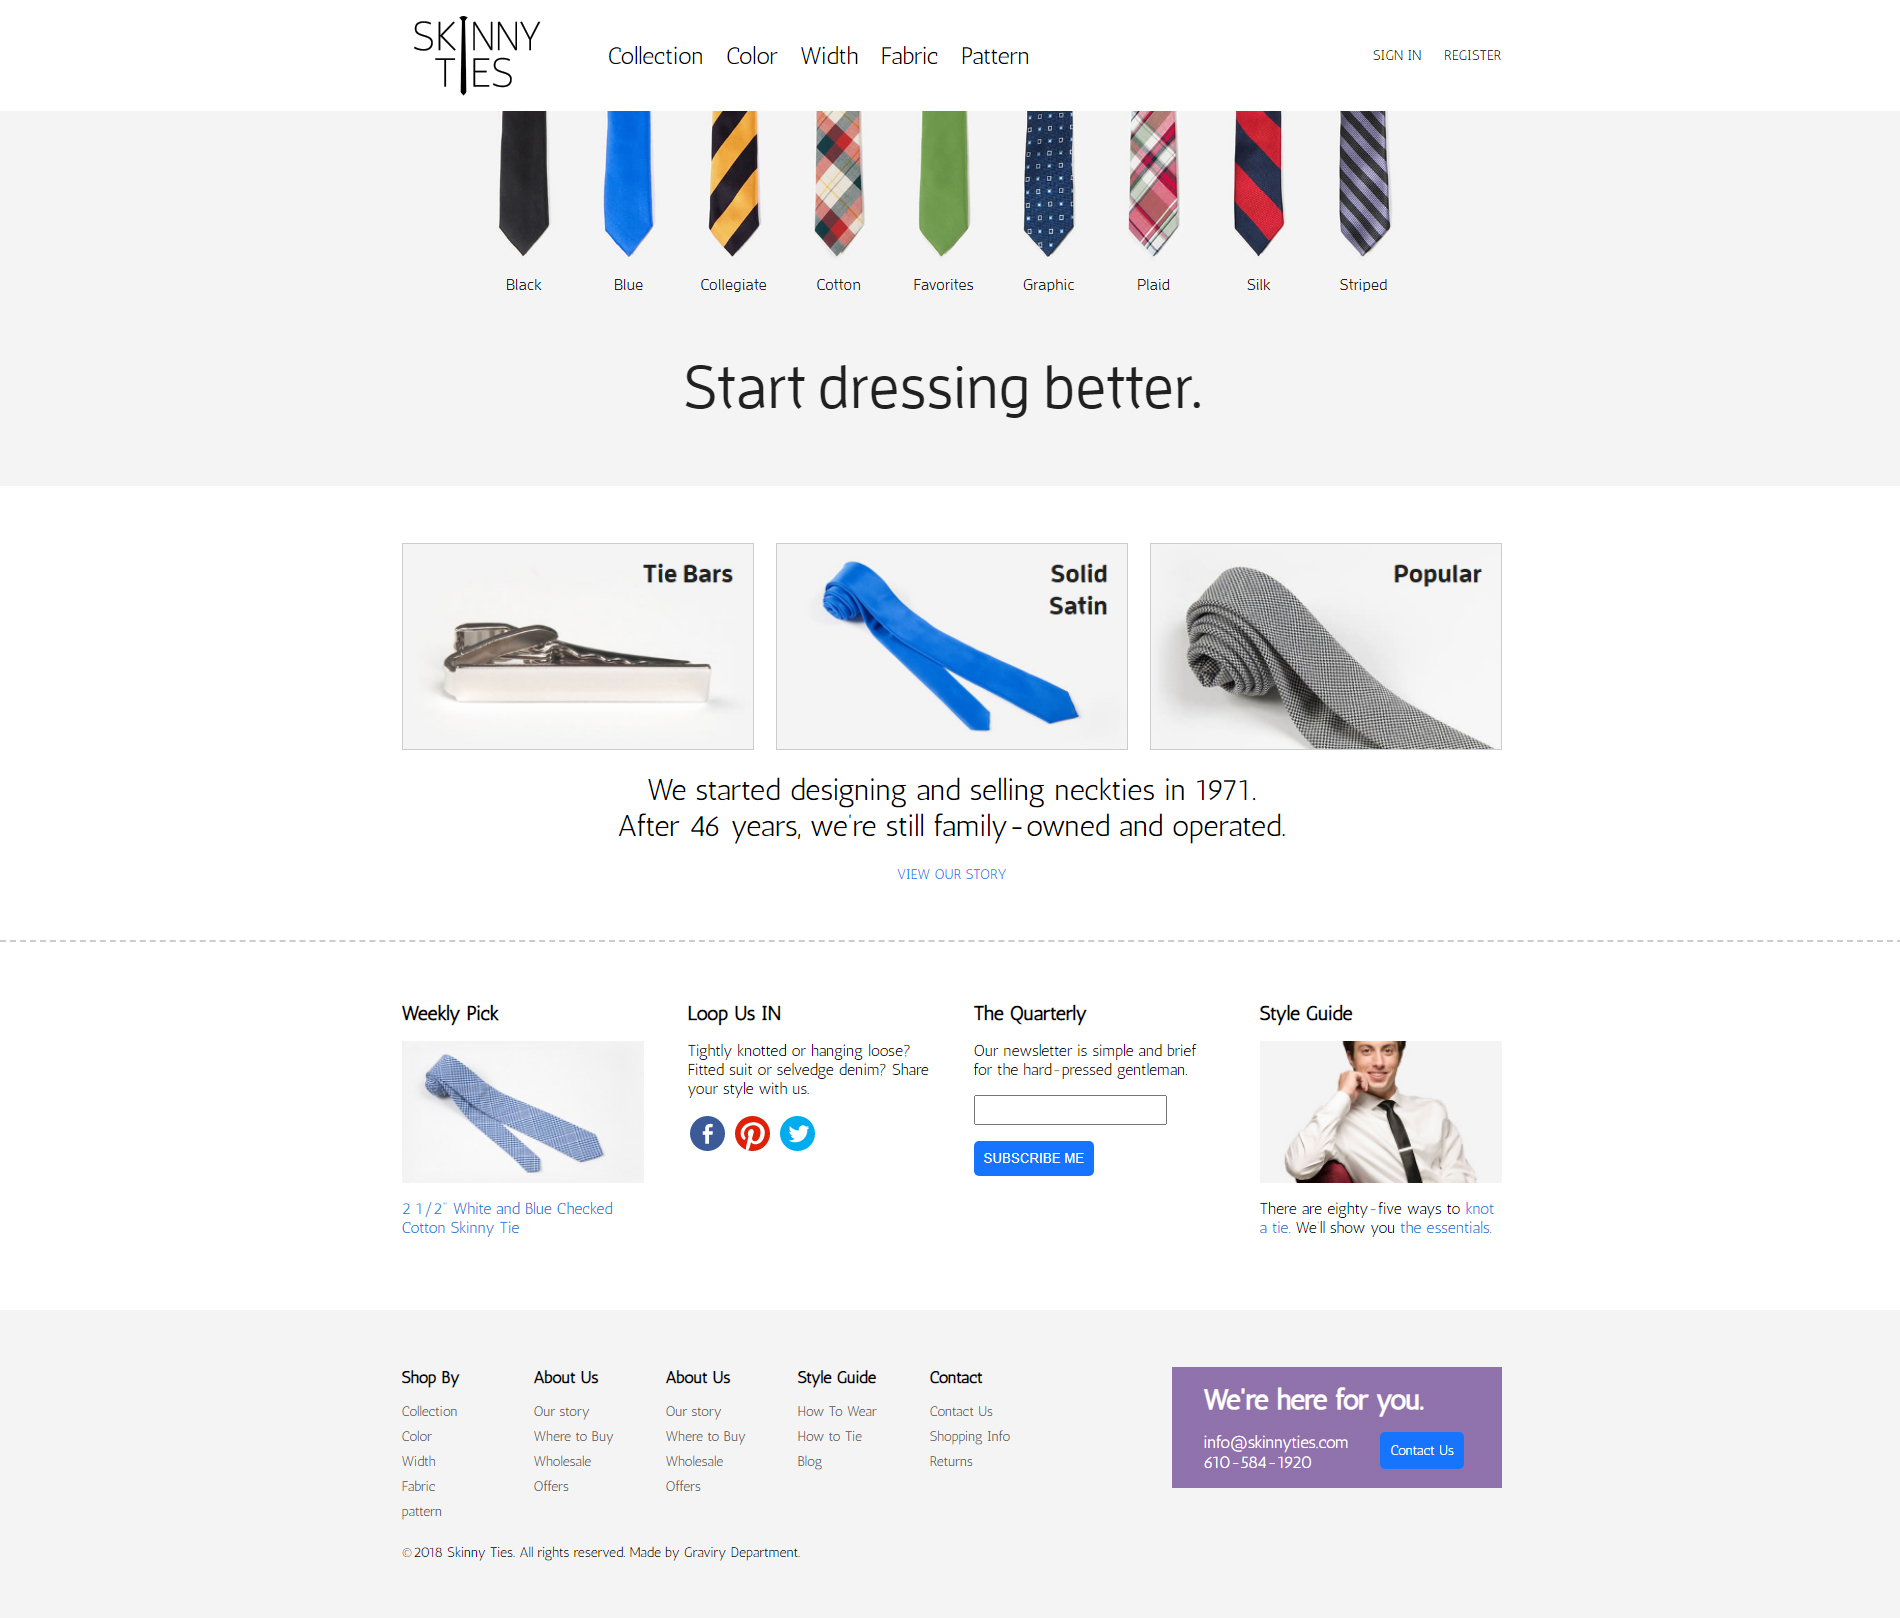 SKINNY
TIES
Collection Color Width Fabric Pattern
SIGN IN REGISTER
Black Blue Collegiate Cotton Favorites Graphic Plaid Silk Striped
Start dressing better.
Tie Bars
Solid
Satin
Popular
We started designing and selling neckties in 1971.
After 46 years, we're still family-owned and operated.
VIEW OUR STORY
Weekly Pick
2 1/2" White and Blue Checked
Cotton Skinny Tie
Loop Us IN
Tightly knotted or hanging loose?
Fitted suit or selvedge denim? Share
your style with us.
The Quarterly
Our newsletter is simple and brief
for the hard-pressed gentleman.
SUBSCRIBE ME
Style Guide
There are eighty-five ways to knot
a tie. We'll show you the essentials.
Shop By
Collection
Color
Width
Fabric
pattern
About Us
Our story
Where to Buy
Wholesale
Offers
About Us
Our story
Where to Buy
Wholesale
Offers
Style Guide
How To Wear
How to Tie
Blog
Contact
Contact Us
Shopping Info
Returns
We're here for you.
info@skinnyties.com
610-584-1920
Contact Us
©2018 Skinny Ties. All rights reserved. Made by Graviry Department.